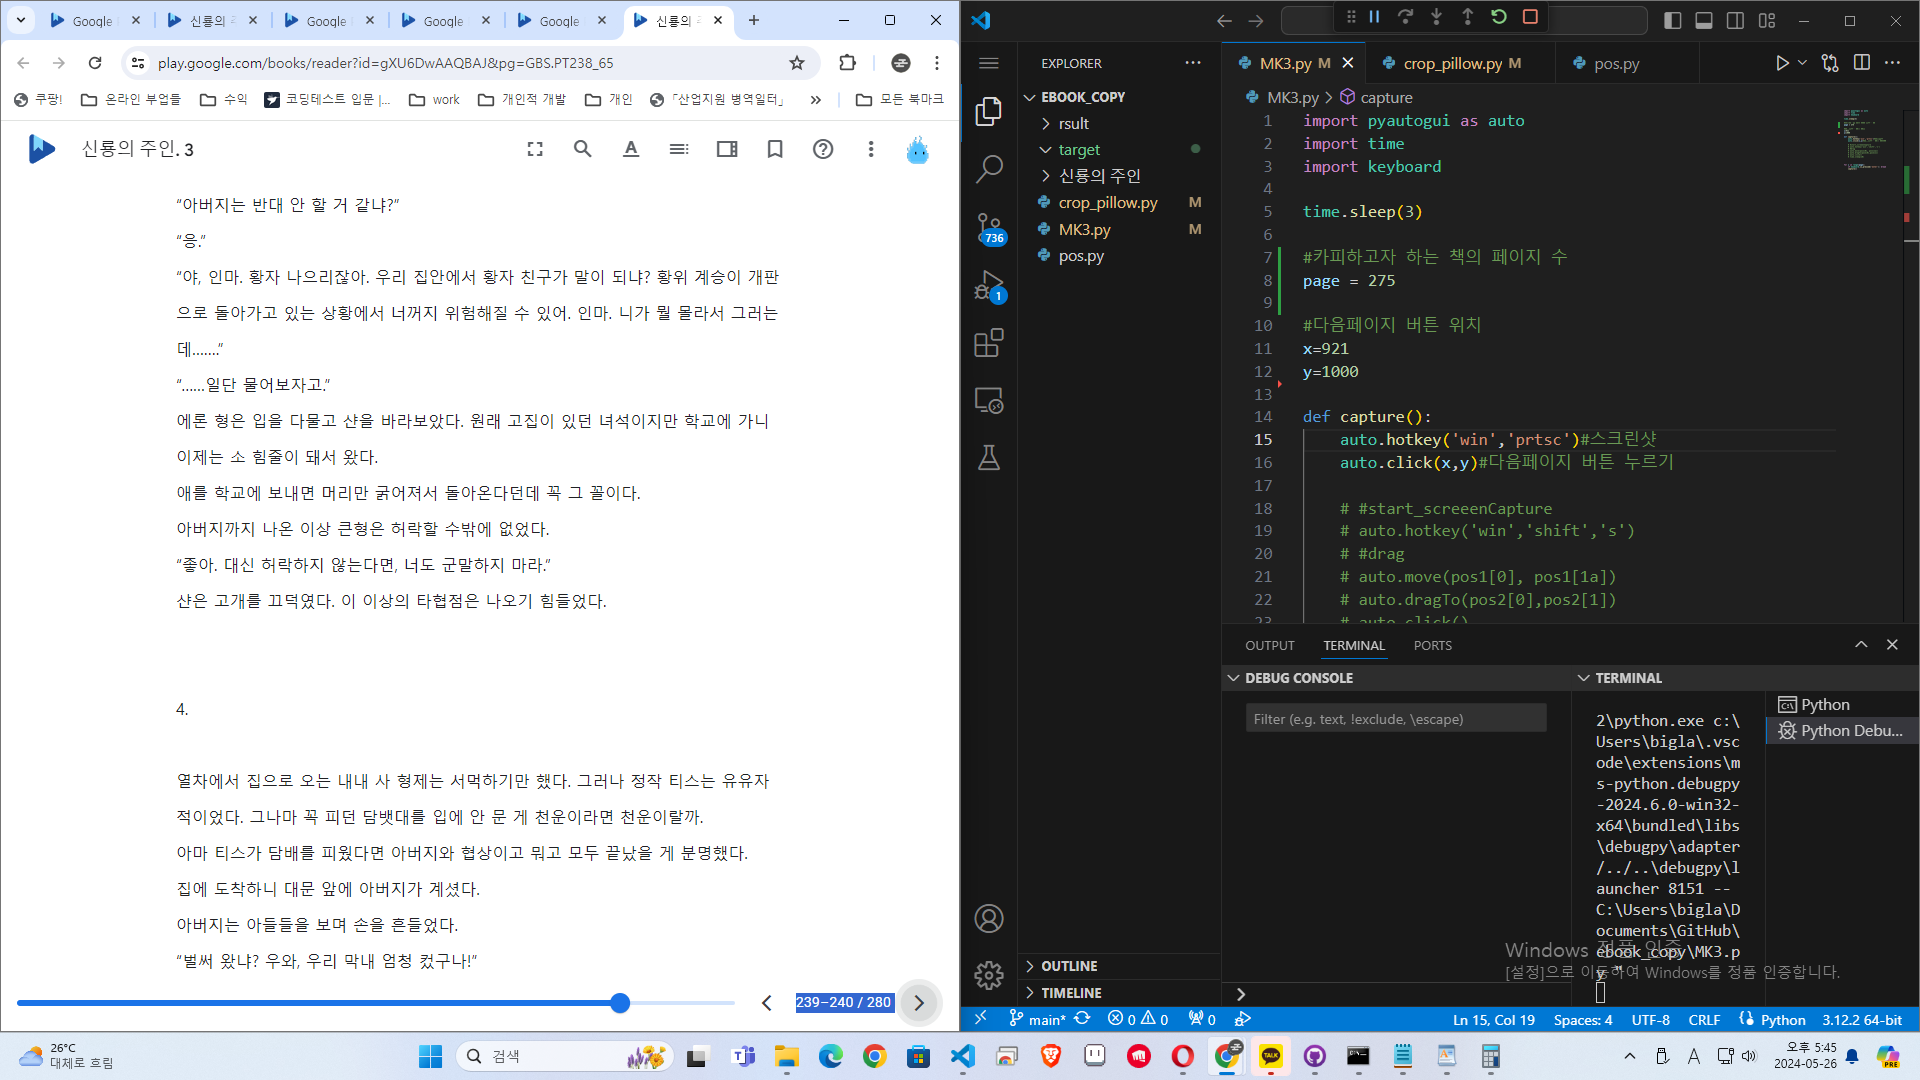 Google
신룡의 주
Google
Google
Google
신룡의 주
play.google.com/books/reader?id=gXU6DwAAQBAJ&pg=GBS.PT238_65
쿠팡!
온라인 부업들
수익
코딩테스트 입문 |...
work
개인적 개발
개인
「산업지원 병역일터」
모든 북마크
신룡의 주인. 3
“아버지는 반대 안 할 거 같냐?”
“응.”
“야, 인마. 황자 나으리잖아. 우리 집안에서 황자 친구가 말이 되냐? 황위 계승이 개판
으로 돌아가고 있는 상황에서 너꺼지 위험해질 수 있어. 인마. 니가 뭘 몰라서 그러는
데.......”
“......일단 물어보자고.”
에론 형은 입을 다물고 샨을 바라보았다. 원래 고집이 있던 녀석이지만 학교에 가니
이제는 소 힘줄이 돼서 왔다.
애를 학교에 보내면 머리만 굵어져서 돌아온다던데 꼭 그 꼴이다.
아버지까지 나온 이상 큰형은 허락할 수밖에 없었다.
“좋아. 대신 허락하지 않는다면, 너도 군말하지 마라.”
샨은 고개를 끄덕였다. 이 이상의 타협점은 나오기 힘들었다.
4.
열차에서 집으로 오는 내내 사 형제는 서먹하기만 했다. 그러나 정작 티스는 유유자
적이었다. 그나마 꼭 피던 담뱃대를 입에 안 문 게 천운이라면 천운이랄까.
아마 티스가 담배를 피웠다면 아버지와 협상이고 뭐고 모두 끝났을 게 분명했다.
집에 도착하니 대문 앞에 아버지가 계셨다.
아버지는 아들들을 보며 손을 흔들었다.
“벌써 왔냐? 우와, 우리 막내 엄청 컸구나!”
239–240 / 280
EXPLORER
EBOOK_COPY
rsult
target
신룡의 주인
crop_pillow.py M
MK3.py M
pos.py
736
1
OUTLINE
TIMELINE
MK3.py M
crop_pillow.py M
pos.py
MK3.py > capture
1 import pyautogui as auto
2 import time
3 import keyboard
4
5 time.sleep(3)
6
7 #카피하고자 하는 책의 페이지 수
8 page = 275
9
10 #다음페이지 버튼 위치
11 x=921
12 y=1000
13
14 def capture():
15 auto.hotkey('win','prtsc')#스크린샷
16 auto.click(x,y)#다음페이지 버튼 누르기
17
18 # #start_screeenCapture
19 # auto.hotkey('win','shift','s')
20 # #drag
21 # auto.move(pos1[0], pos1[1a])
22 # auto.dragTo(pos2[0],pos2[1])
23 # auto.click()
OUTPUT TERMINAL PORTS
DEBUG CONSOLE
Filter (e.g. text, !exclude, \escape)
TERMINAL
2\python.exe c:\
Users\bigla\.vsc
ode\extensions\m
s-python.debugpy
-2024.6.0-win32-
x64\bundled\libs
\debugpy\adapter
/../..\debugpy\l
auncher 8151 --
C:\Users\bigla\D
ocuments\GitHub\
ebook_copy\MK3.p
y "
Python
Python Debu...
Windows 정품 인증
[설정]으로 이동하여 Windows를 정품 인증합니다.
main*
0 0
0
Ln 15, Col 19
Spaces: 4
UTF-8
CRLF
Python
3.12.2 64-bit
26°C
대체로 흐림
검색
TALK
A
오후 5:45
2024-05-26
PRE